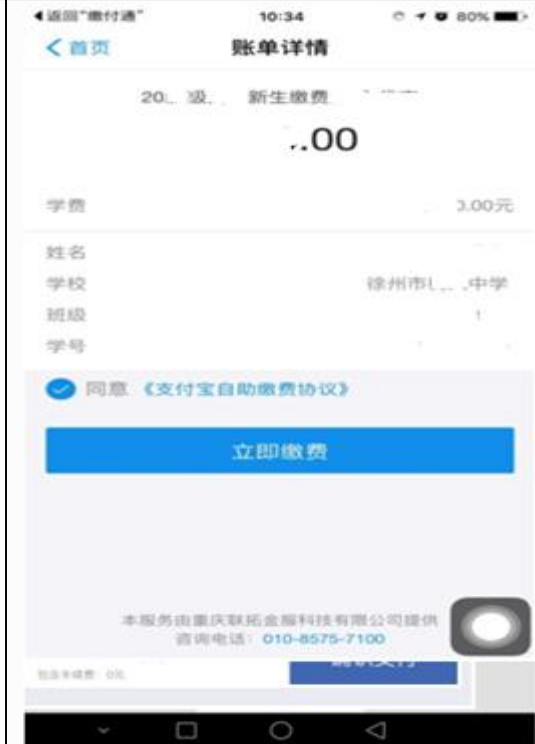 返回"缴付通" 10:34 80%
首页 账单详情
20 级 新生缴费
.00
学费 0.00元
姓名
学校 徐州市 中学
班级 1
学号
同意 《支付宝自助缴费协议》
立即缴费
本服务由重庆联拓金服科技有限公司提供
咨询电话: 010-8575-7100